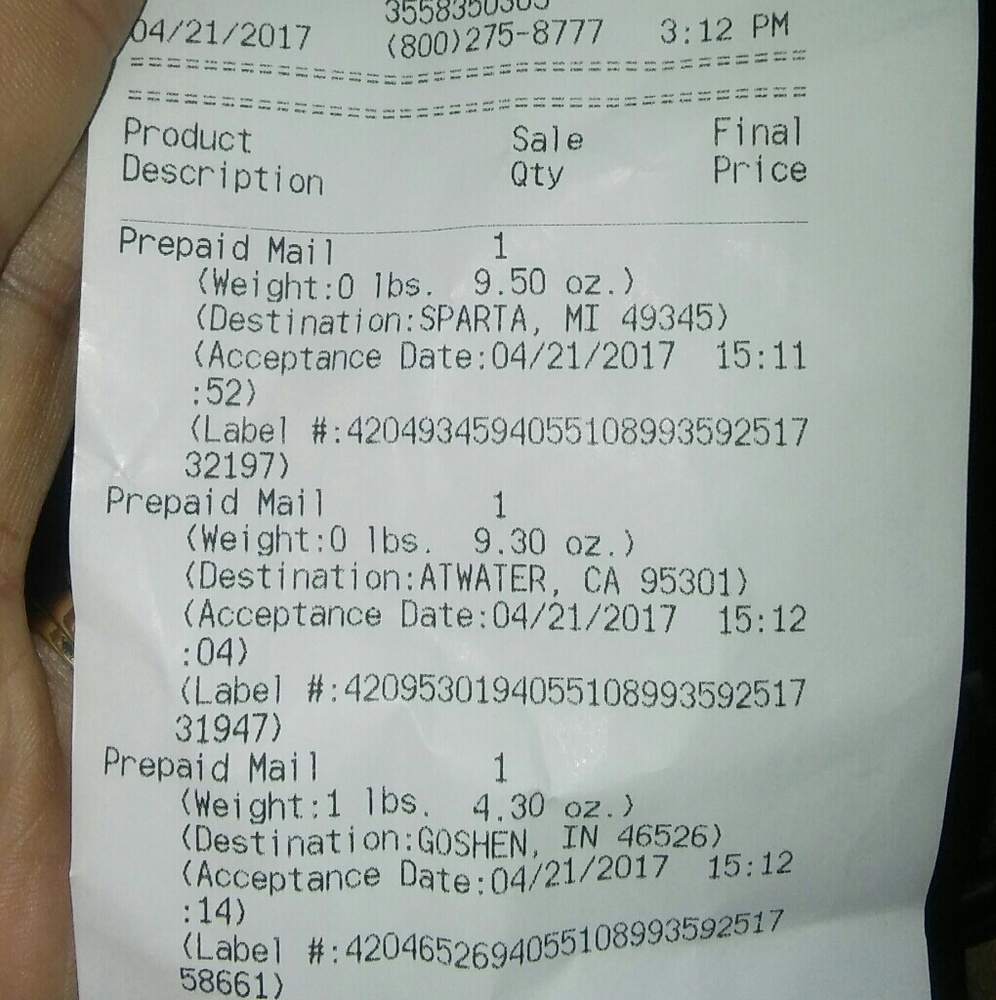 3558350305
04/21/2017 (800)275-8777 3:12 PM
Product Sale Final
Description Qty Price
Prepaid Mail 1
(Weight:0 lbs. 9.50 oz.)
(Destination:SPARTA, MI 49345)
(Acceptance Date:04/21/2017 15:11
:52)
(Label #:4204934594055108993592517
32197)
Prepaid Mail 1
(Weight:0 lbs. 9.30 oz.)
(Destination:ATWATER, CA 95301)
(Acceptance Date:04/21/2017 15:12
:04)
(Label #:4209530194055108993592517
31947)
Prepaid Mail 1
(Weight:1 lbs. 4.30 oz.)
(Destination:GOSHEN, IN 46526)
(Acceptance Date:04/21/2017 15:12
:14)
(Label #:4204652694055108993592517
58661)